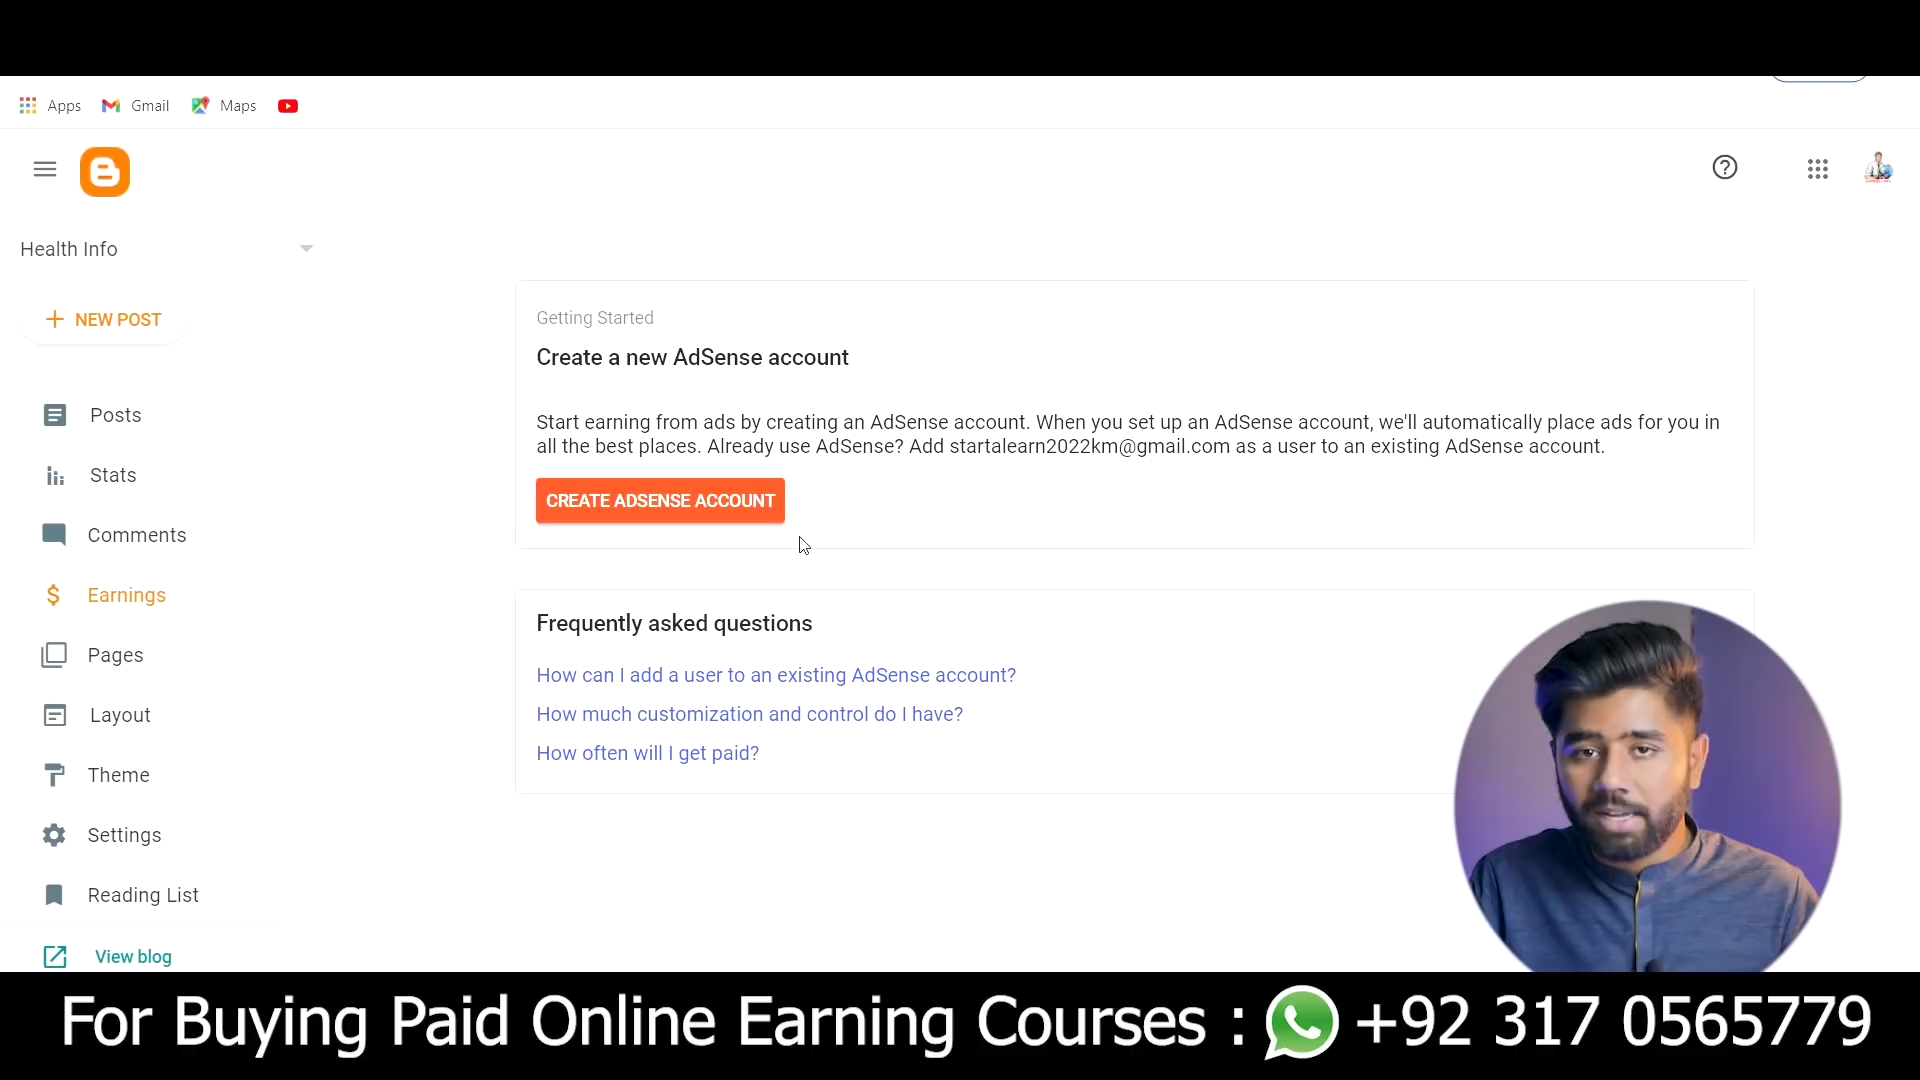 Apps Gmail Maps
Health Info
NEW POST
Posts
Stats
Comments
Earnings
Pages
Layout
Theme
Settings
Reading List
View blog
Getting Started
Create a new AdSense account
Start earning from ads by creating an AdSense account. When you set up an AdSense account, we'll automatically place ads for you in
all the best places. Already use AdSense? Add startalearn2022km@gmail.com as a user to an existing AdSense account.
CREATE ADSENSE ACCOUNT
Frequently asked questions
How can I add a user to an existing AdSense account?
How much customization and control do I have?
How often will I get paid?
For Buying Paid Online Earning Courses : +92 317 0565779